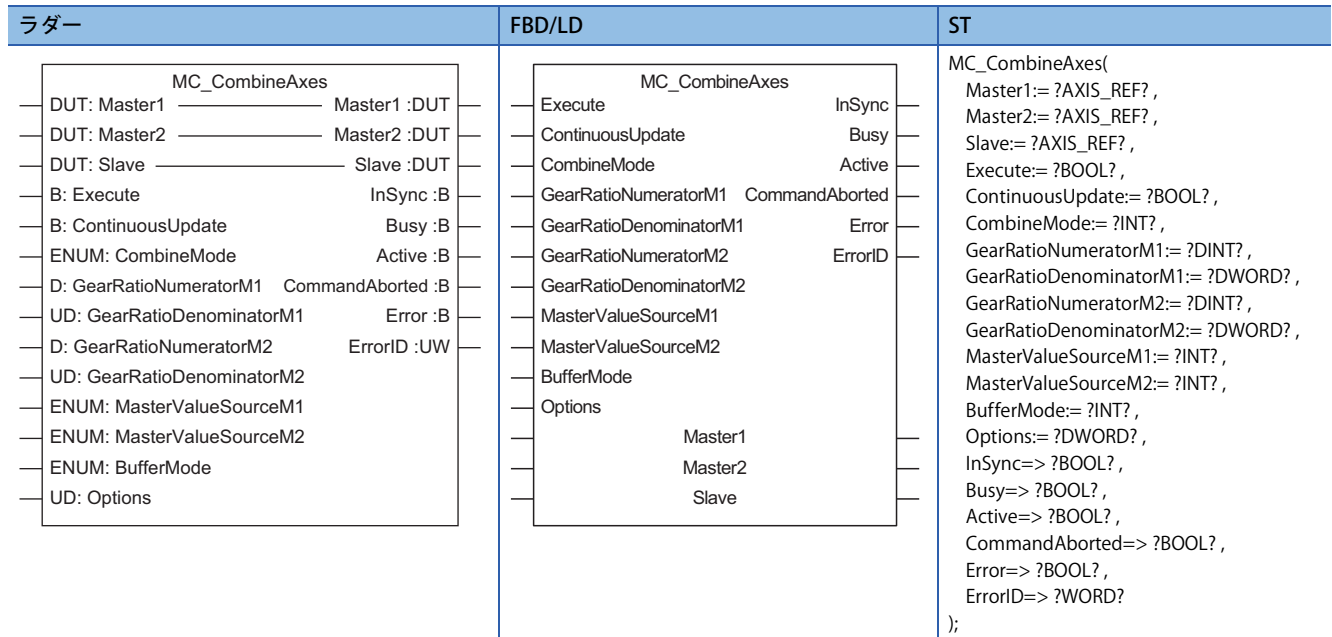 ラダー
FBD/LD
ST
MC_CombineAxes
DUT: Master1 Master1 :DUT
DUT: Master2 Master2 :DUT
DUT: Slave Slave :DUT
B: Execute InSync :B
B: ContinuousUpdate Busy :B
ENUM: CombineMode Active :B
D: GearRatioNumeratorM1 CommandAborted :B
UD: GearRatioDenominatorM1 Error :B
D: GearRatioNumeratorM2 ErrorID :UW
UD: GearRatioDenominatorM2
ENUM: MasterValueSourceM1
ENUM: MasterValueSourceM2
ENUM: BufferMode
UD: Options
MC_CombineAxes
Execute InSync
ContinuousUpdate Busy
CombineMode Active
GearRatioNumeratorM1 CommandAborted
GearRatioDenominatorM1 Error
GearRatioNumeratorM2 ErrorID
GearRatioDenominatorM2
MasterValueSourceM1
MasterValueSourceM2
BufferMode
Options
Master1
Master2
Slave
MC_CombineAxes(
Master1:= ?AXIS_REF? ,
Master2:= ?AXIS_REF? ,
Slave:= ?AXIS_REF? ,
Execute:= ?BOOL? ,
ContinuousUpdate:= ?BOOL? ,
CombineMode:= ?INT? ,
GearRatioNumeratorM1:= ?DINT? ,
GearRatioDenominatorM1:= ?DWORD? ,
GearRatioNumeratorM2:= ?DINT? ,
GearRatioDenominatorM2:= ?DWORD? ,
MasterValueSourceM1:= ?INT? ,
MasterValueSourceM2:= ?INT? ,
BufferMode:= ?INT? ,
Options:= ?DWORD? ,
InSync=> ?BOOL? ,
Busy=> ?BOOL? ,
Active=> ?BOOL? ,
CommandAborted=> ?BOOL? ,
Error=> ?BOOL? ,
ErrorID=> ?WORD?
);